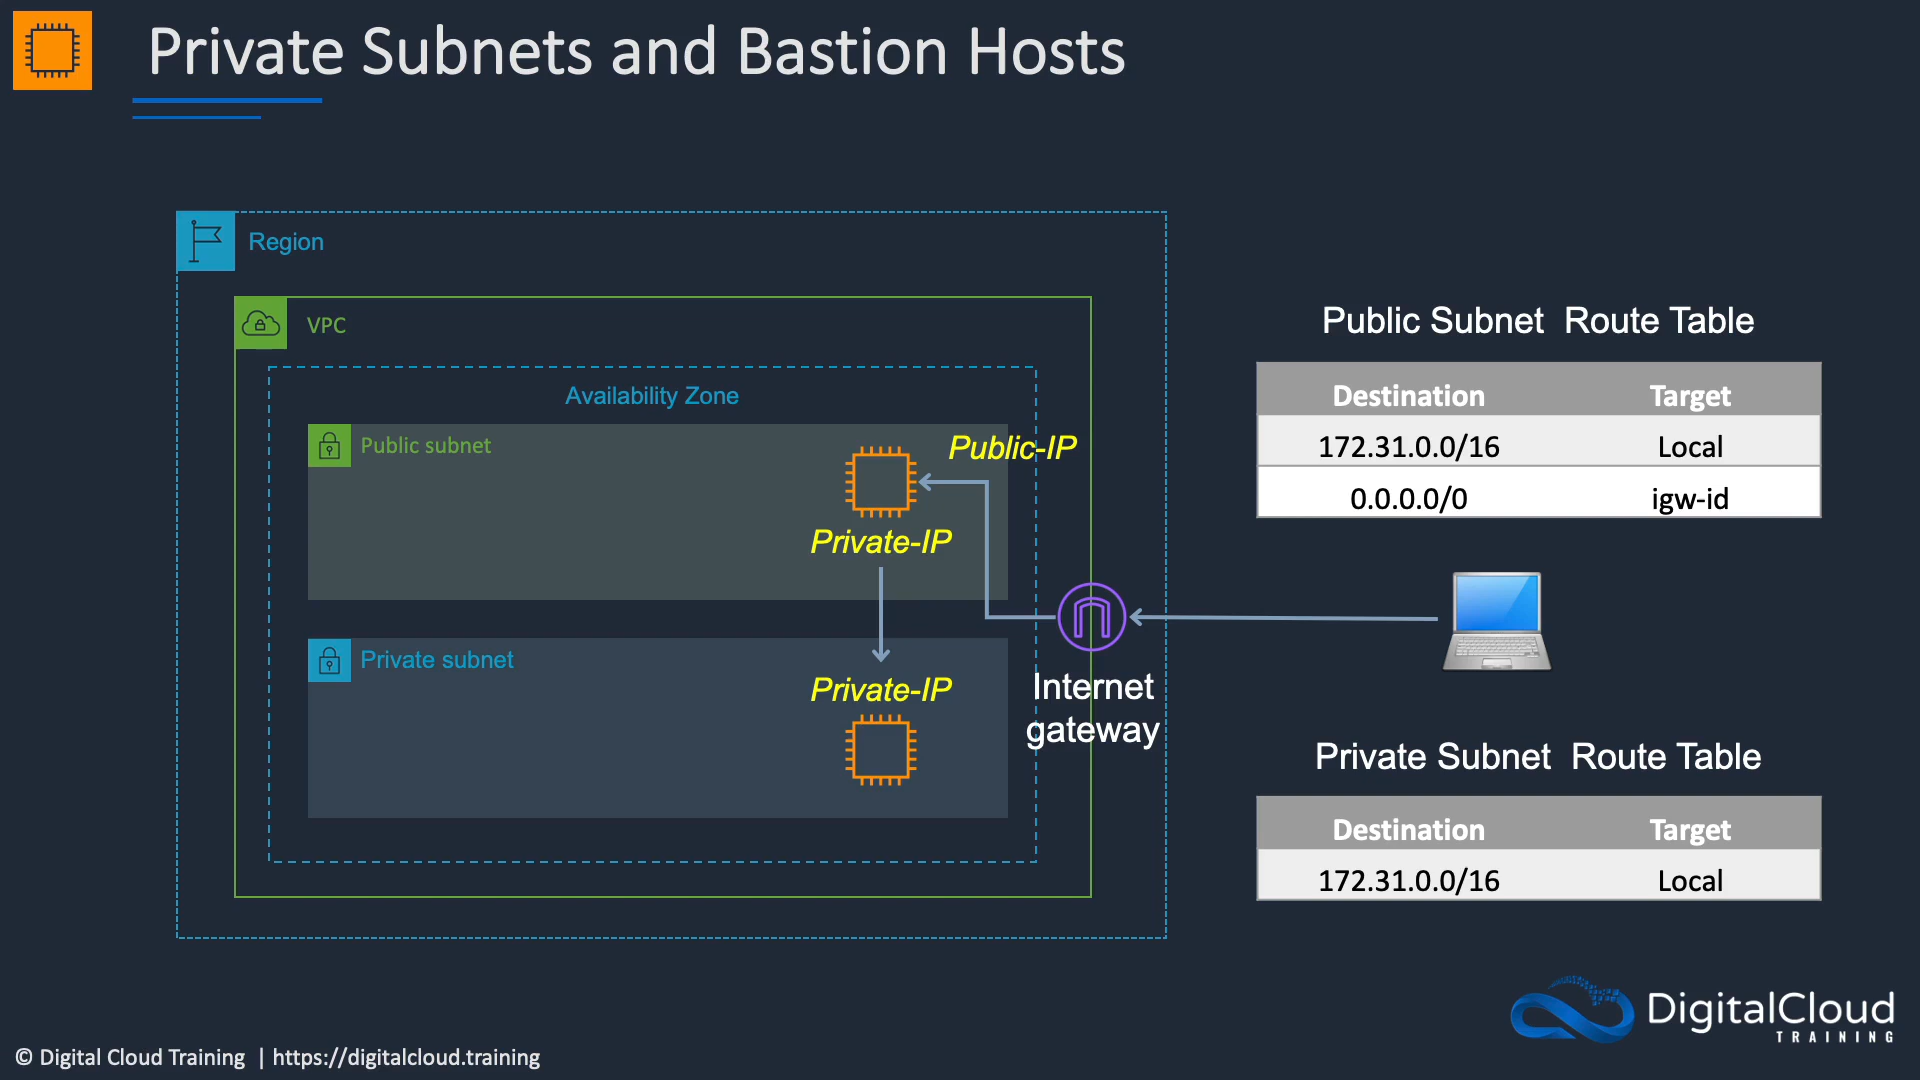 Private Subnets and Bastion Hosts
Region
VPC
Availability Zone
Public subnet
Public-IP
Private-IP
Private subnet
Private-IP
Internet
gateway
Public Subnet Route Table
Destination Target
172.31.0.0/16 Local
0.0.0.0/0 igw-id
Private Subnet Route Table
Destination Target
172.31.0.0/16 Local
DigitalCloud
TRAINING
© Digital Cloud Training | https://digitalcloud.training